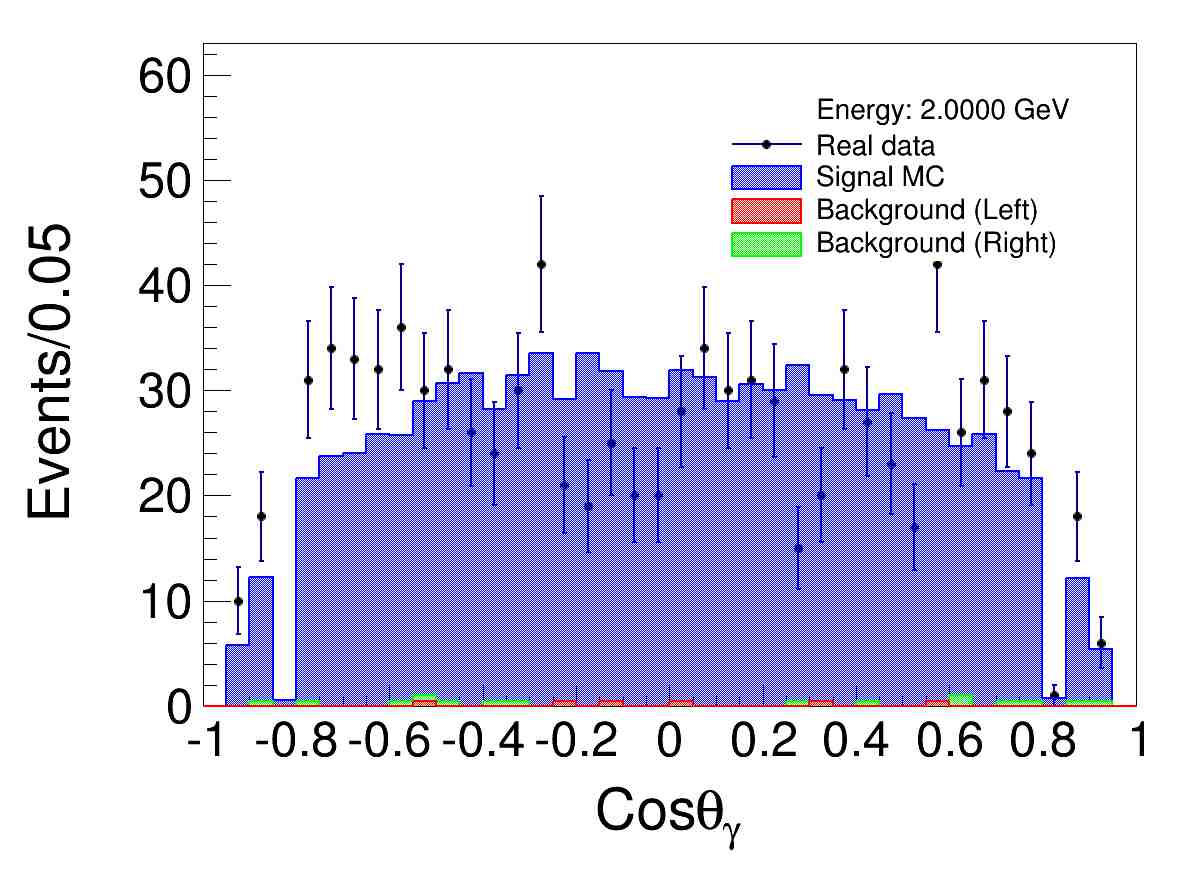 60
50
40
30
20
10
0
Events/0.05
Energy: 2.0000 GeV
Real data
Signal MC
Background (Left)
Background (Right)
-1 -0.8 -0.6 -0.4 -0.2 0 0.2 0.4 0.6 0.8 1
Cosθγ